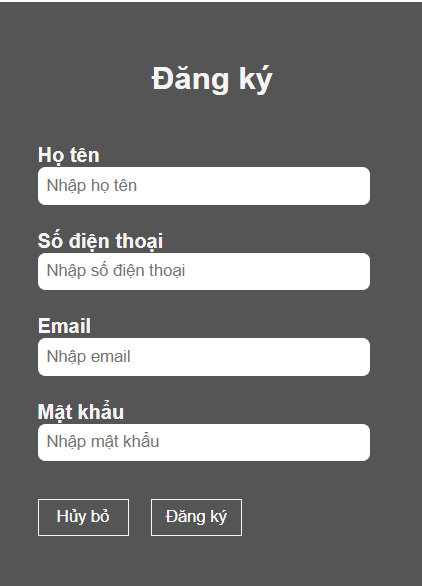 Đăng ký
Họ tên
Nhập họ tên
Số điện thoại
Nhập số điện thoại
Email
Nhập email
Mật khẩu
Nhập mật khẩu
Hủy bỏ
Đăng ký